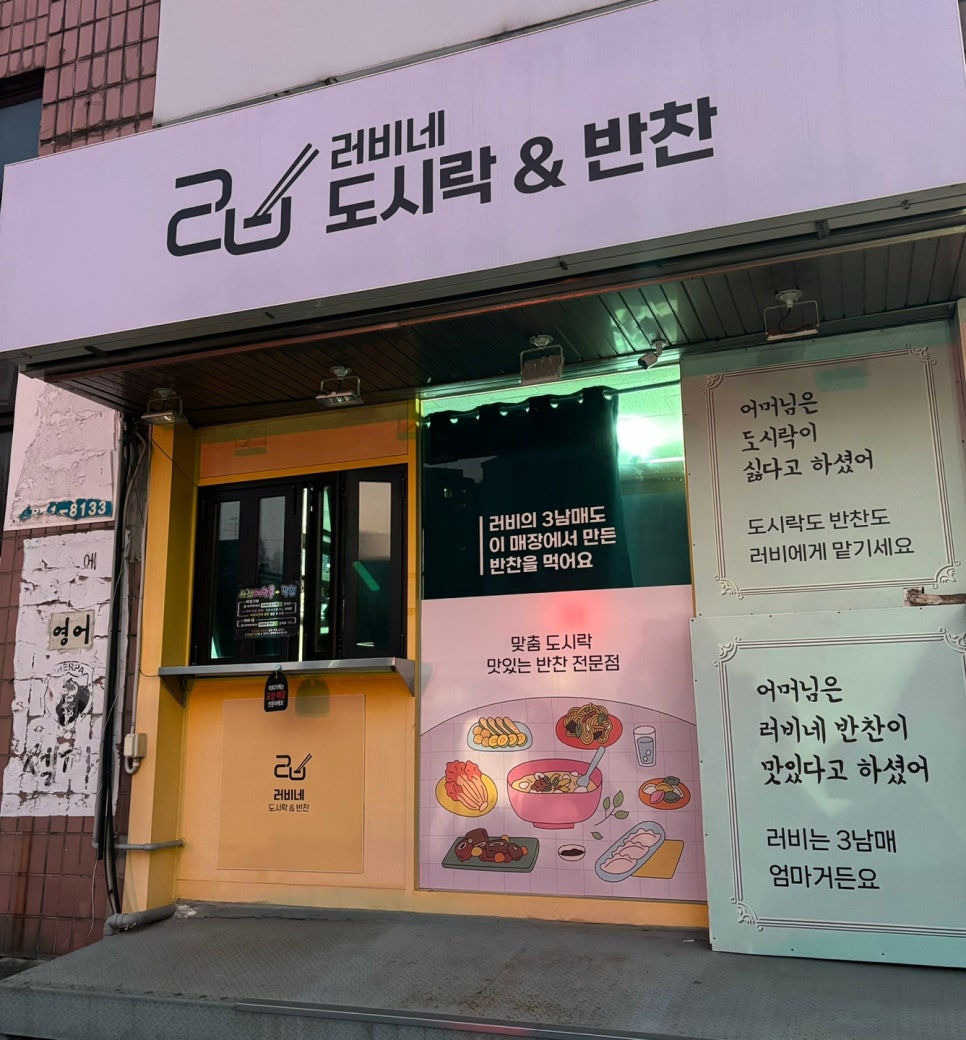 러비네
도시락 & 반찬
러비의 3남매도
이 매장에서 만든
반찬을 먹어요
맞춤 도시락
맛있는 반찬 전문점
어머님은
도시락이
싫다고 하셨어
도시락도 반찬도
러비에게 맡기세요
어머님은
러비네 반찬이
맛있다고 하셨어
러비는 3남매
엄마거든요
러비네
도시락 & 반찬
-8133
에
영어